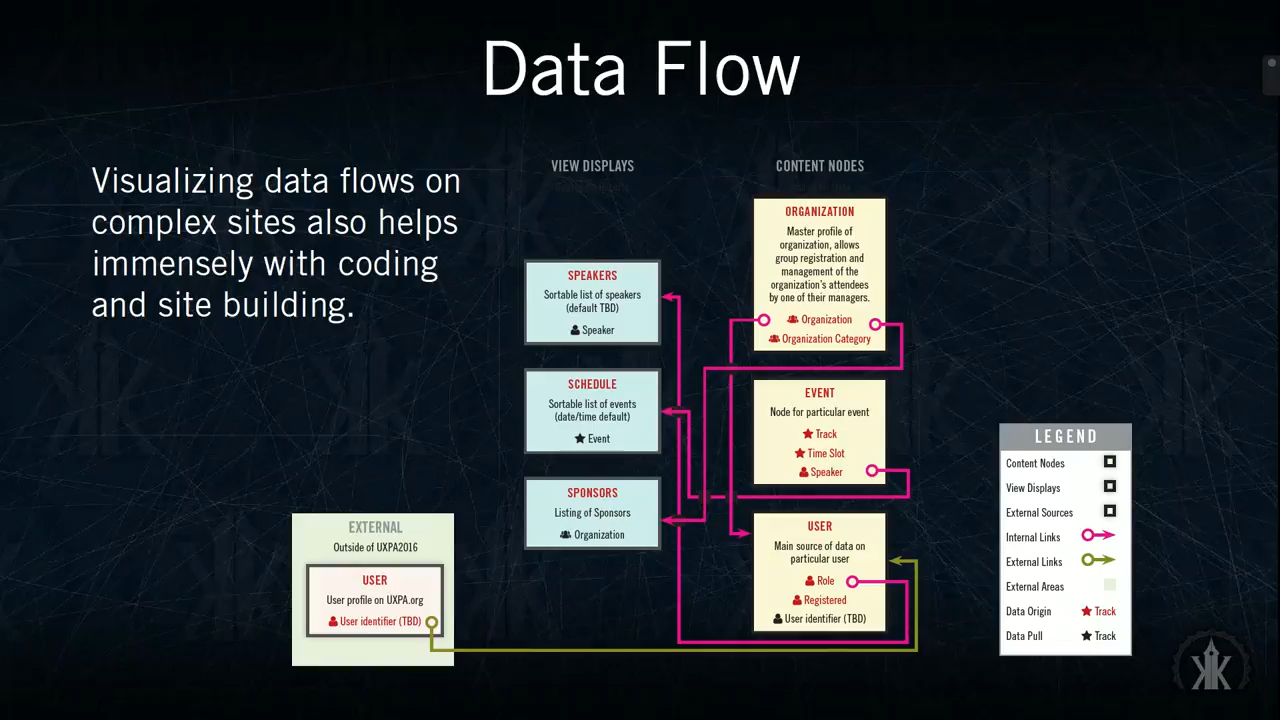 Data Flow
Visualizing data flows on
complex sites also helps
immensely with coding
and site building.
VIEW DISPLAYS
CONTENT NODES
SPEAKERS
Sortable list of speakers
(default TBD)
Speaker
SCHEDULE
Sortable list of events
(date/time default)
Event
SPONSORS
Listing of Sponsors
Organization
ORGANIZATION
Master profile of
organization, allows
group registration and
management of the
organization's attendees
by one of their managers.
Organization
Organization Category
EVENT
Node for particular event
Track
Time Slot
Speaker
USER
Main source of data on
particular user
Role
Registered
User identifier (TBD)
EXTERNAL
Outside of UXPA2016
USER
User profile on UXPA.org
User identifier (TBD)
LEGEND
Content Nodes
View Displays
External Sources
Internal Links
External Links
External Areas
Data Origin
Track
Data Pull
Track